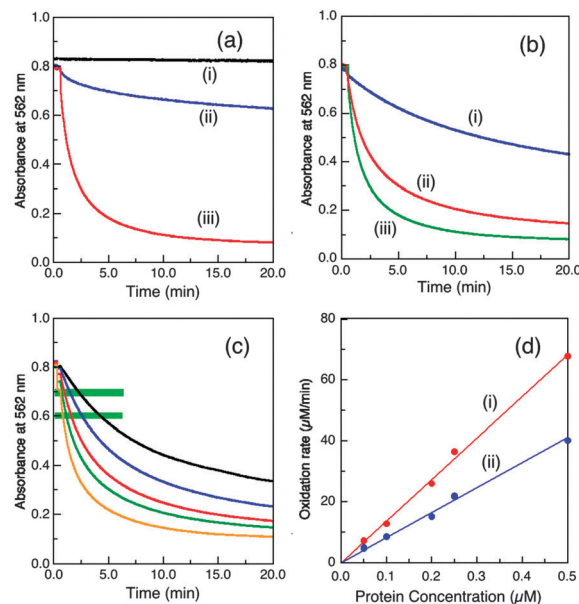 (a)
Absorbance at 562 nm
1.0
0.8
0.6
0.4
0.2
0.0
(i)
(ii)
(iii)
0.0 5.0 10.0 15.0 20.0
Time (min)
(b)
Absorbance at 562 nm
1.0
0.8
0.6
0.4
0.2
0.0
(i)
(ii)
(iii)
0.0 5.0 10.0 15.0 20.0
Time (min)
(c)
Absorbance at 562 nm
1.0
0.8
0.6
0.4
0.2
0.0
0.0 5.0 10.0 15.0 20.0
Time (min)
(d)
Oxidation rate (µM/min)
80
60
40
20
(i)
(ii)
0.0 0.1 0.2 0.3 0.4 0.5
Protein Concentration (µM)